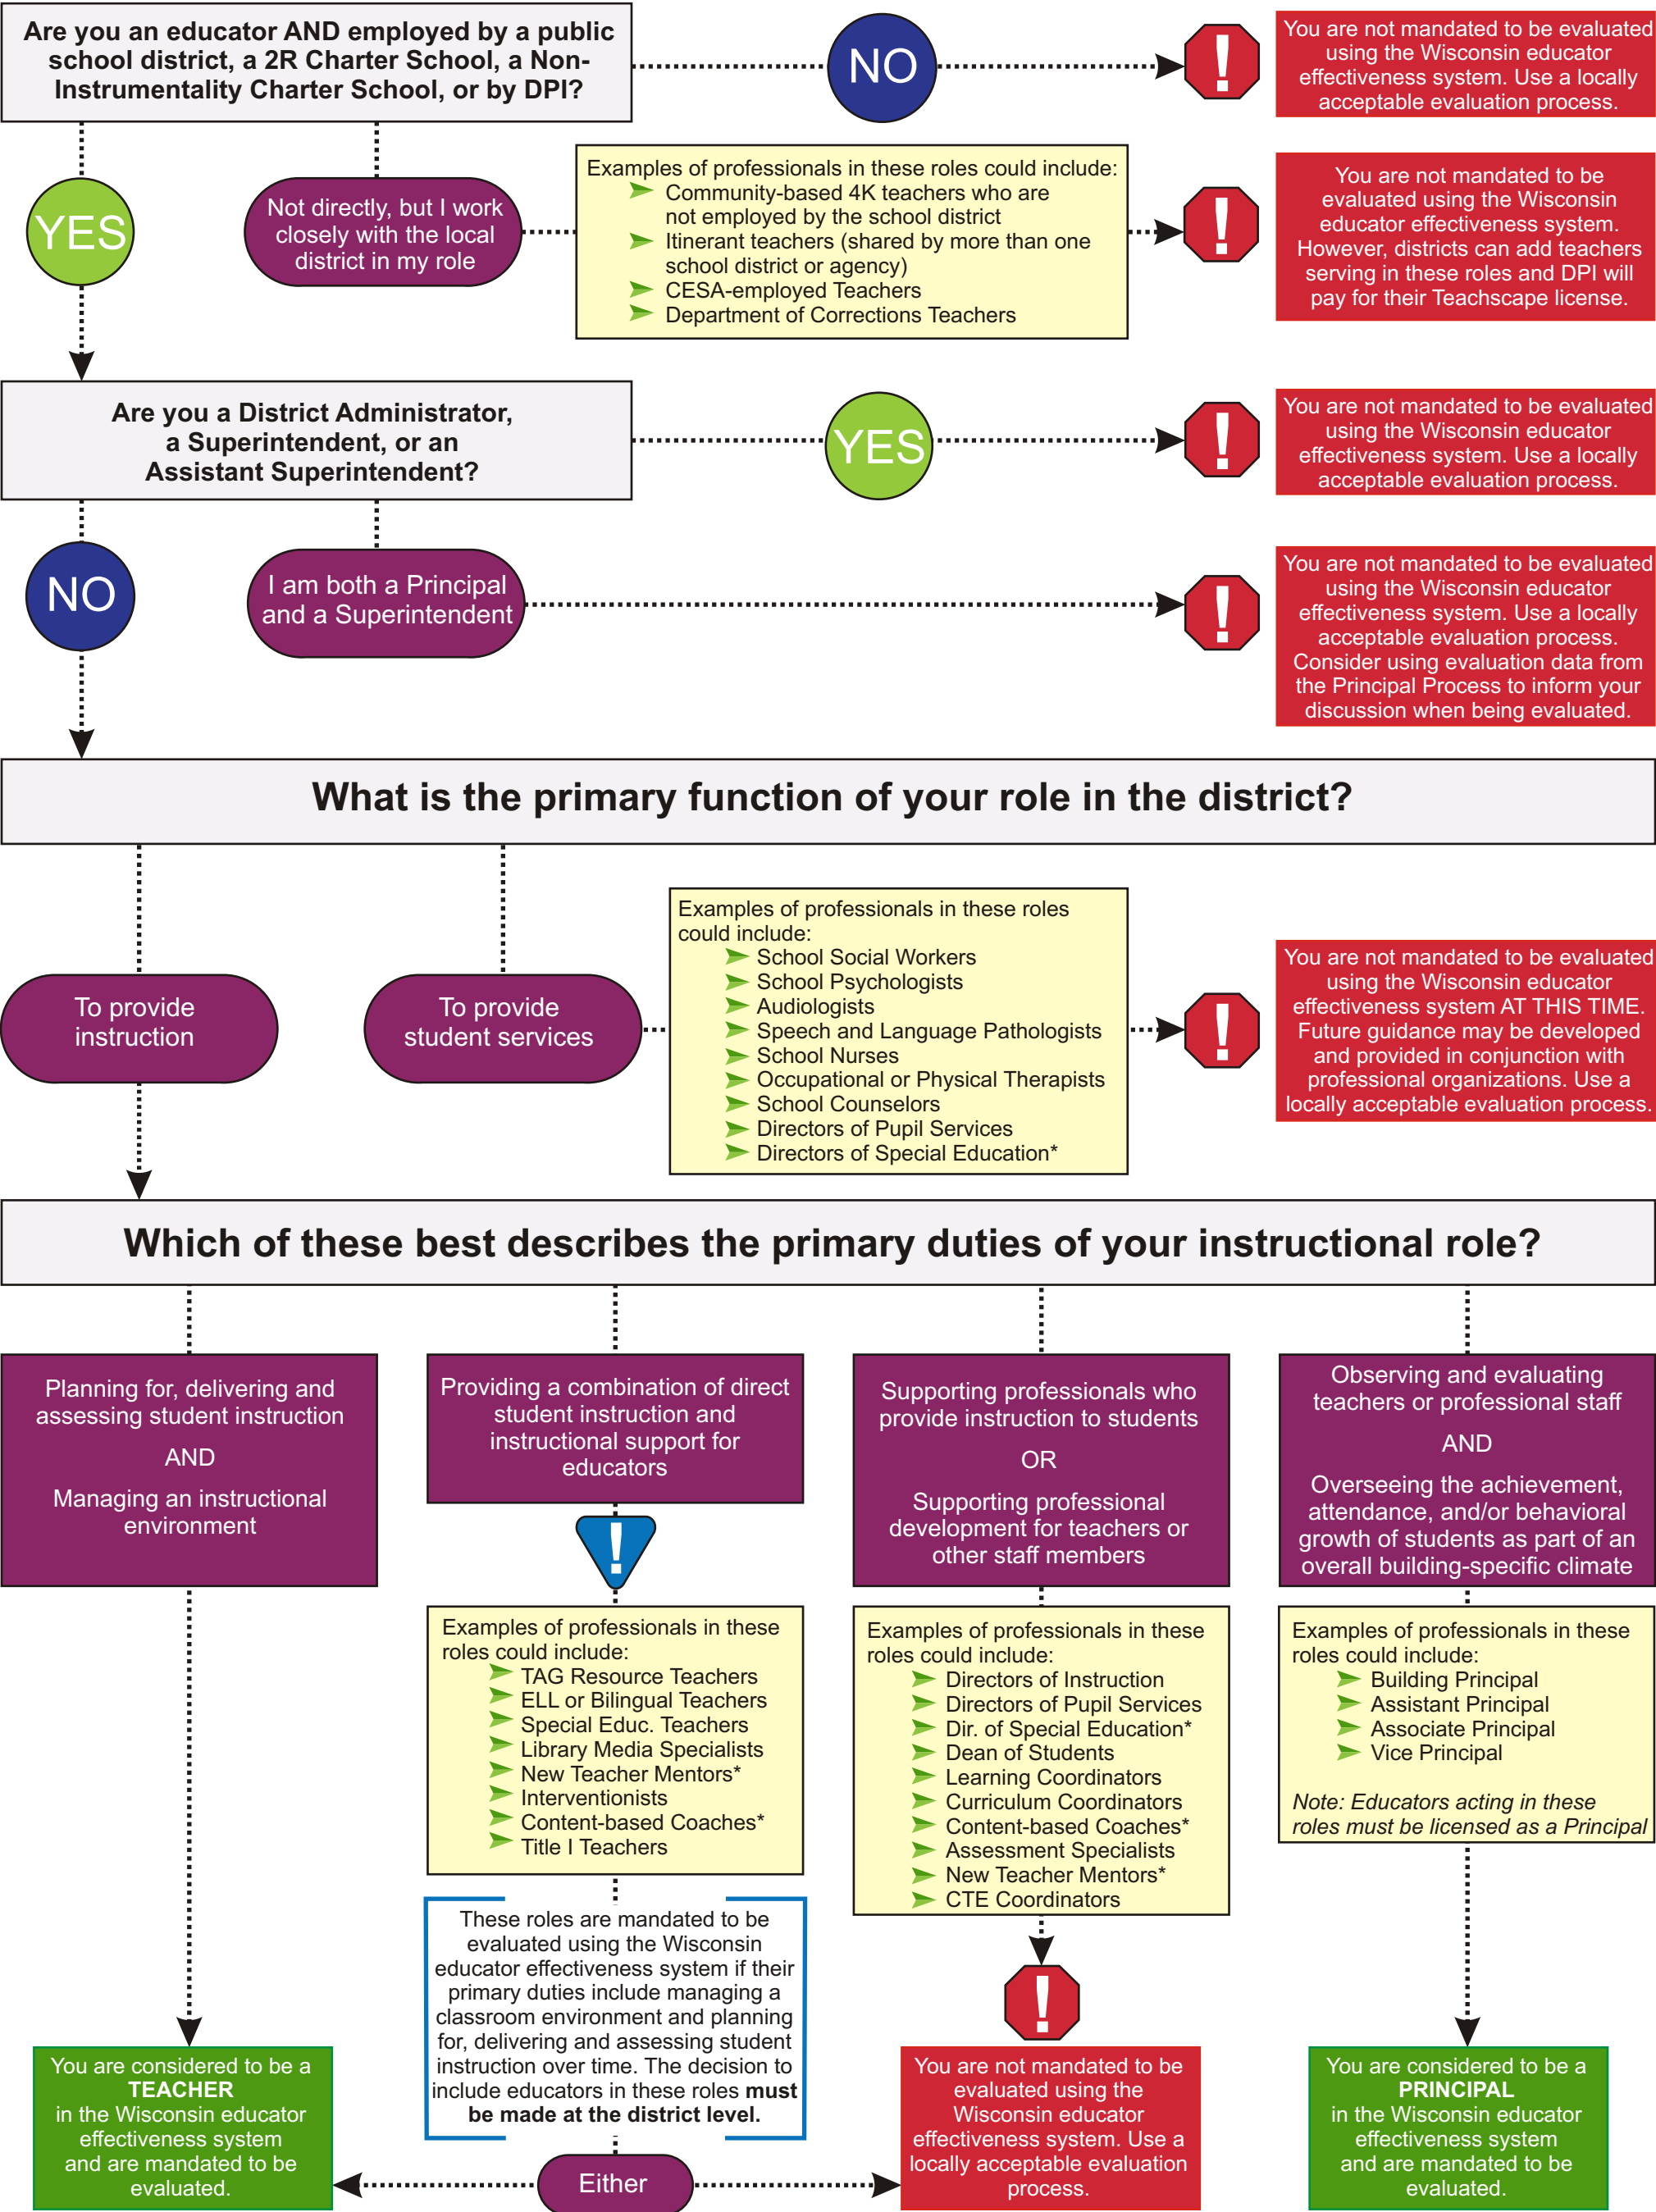 Are you an educator AND employed by a public
school district, a 2R Charter School, a Non-
Instrumentality Charter School, or by DPI?
NO
!
You are not mandated to be evaluated
using the Wisconsin educator
effectiveness system. Use a locally
acceptable evaluation process.
YES
Not directly, but I work
closely with the local
district in my role
Examples of professionals in these roles could include:
Community-based 4K teachers who are
not employed by the school district
Itinerant teachers (shared by more than one
school district or agency)
CESA-employed Teachers
Department of Corrections Teachers
!
You are not mandated to be
evaluated using the Wisconsin
educator effectiveness system.
However, districts can add teachers
serving in these roles and DPI will
pay for their Teachscape license.
Are you a District Administrator,
a Superintendent, or an
Assistant Superintendent?
YES
!
You are not mandated to be evaluated
using the Wisconsin educator
effectiveness system. Use a locally
acceptable evaluation process.
NO
I am both a Principal
and a Superintendent
!
You are not mandated to be evaluated
using the Wisconsin educator
effectiveness system. Use a locally
acceptable evaluation process.
Consider using evaluation data from
the Principal Process to inform your
discussion when being evaluated.
What is the primary function of your role in the district?
To provide
instruction
To provide
student services
Examples of professionals in these roles
could include:
School Social Workers
School Psychologists
Audiologists
Speech and Language Pathologists
School Nurses
Occupational or Physical Therapists
School Counselors
Directors of Pupil Services
Directors of Special Education*
!
You are not mandated to be evaluated
using the Wisconsin educator
effectiveness system AT THIS TIME.
Future guidance may be developed
and provided in conjunction with
professional organizations. Use a
locally acceptable evaluation process.
Which of these best describes the primary duties of your instructional role?
Planning for, delivering and
assessing student instruction
AND
Managing an instructional
environment
You are considered to be a
TEACHER
in the Wisconsin educator
effectiveness system
and are mandated to be
evaluated.
Providing a combination of direct
student instruction and
instructional support for
educators
!
Examples of professionals in these
roles could include:
TAG Resource Teachers
ELL or Bilingual Teachers
Special Educ. Teachers
Library Media Specialists
New Teacher Mentors*
Interventionists
Content-based Coaches*
Title I Teachers
These roles are mandated to be
evaluated using the Wisconsin
educator effectiveness system if their
primary duties include managing a
classroom environment and planning
for, delivering and assessing student
instruction over time. The decision to
include educators in these roles must
be made at the district level.
Either
Supporting professionals who
provide instruction to students
OR
Supporting professional
development for teachers or
other staff members
Examples of professionals in these
roles could include:
Directors of Instruction
Directors of Pupil Services
Dir. of Special Education*
Dean of Students
Learning Coordinators
Curriculum Coordinators
Content-based Coaches*
Assessment Specialists
New Teacher Mentors*
CTE Coordinators
!
You are not mandated to be
evaluated using the
Wisconsin educator
effectiveness system. Use a
locally acceptable evaluation
process.
Observing and evaluating
teachers or professional staff
AND
Overseeing the achievement,
attendance, and/or behavioral
growth of students as part of an
overall building-specific climate
Examples of professionals in these
roles could include:
Building Principal
Assistant Principal
Associate Principal
Vice Principal
Note: Educators acting in these
roles must be licensed as a Principal
You are considered to be a
PRINCIPAL
in the Wisconsin educator
effectiveness system
and are mandated to be
evaluated.